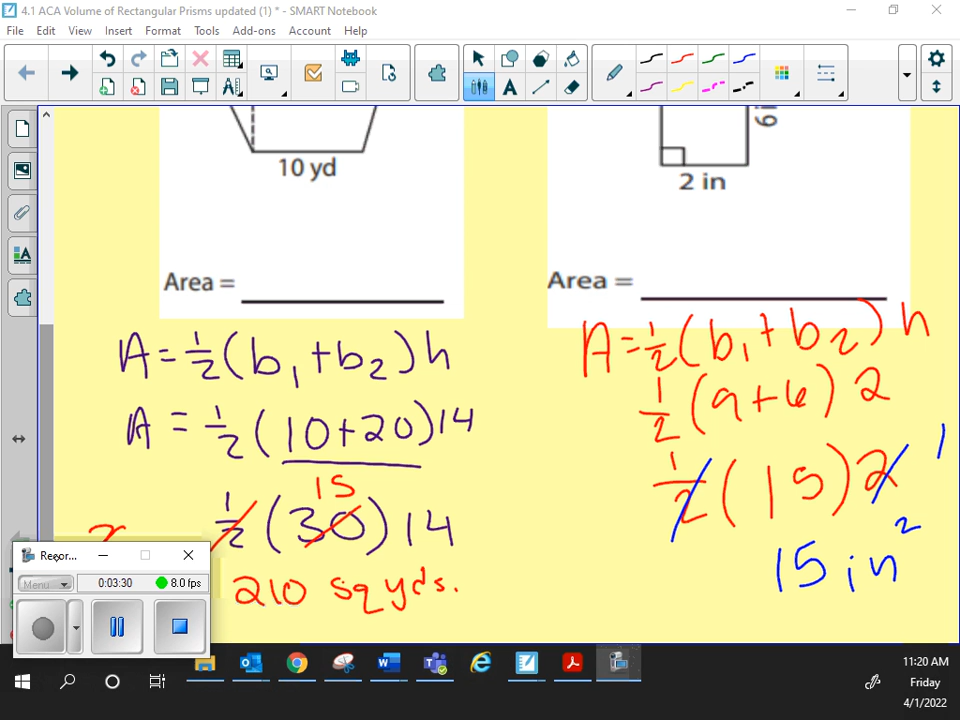 4.1 ACA Volume of Rectangular Prisms updated (1) * - SMART Notebook
File Edit View Insert Format Tools Add-ons Account Help
10 yd
6 i
2 in
Area =
Area =
A = 1/2 ( b₁ + b₂ ) h
A = 1/2 ( 10 + 20 ) 14
15
1/2 ( 30 ) 14
210 sq yds.
A = 1/2 ( b₁ + b₂ ) h
1/2 ( 9 + 6 ) 2
1
1/2 ( 15 ) 2
15 in²
Recor...
Menu
0:03:30
8.0 fps
11:20 AM
Friday
4/1/2022